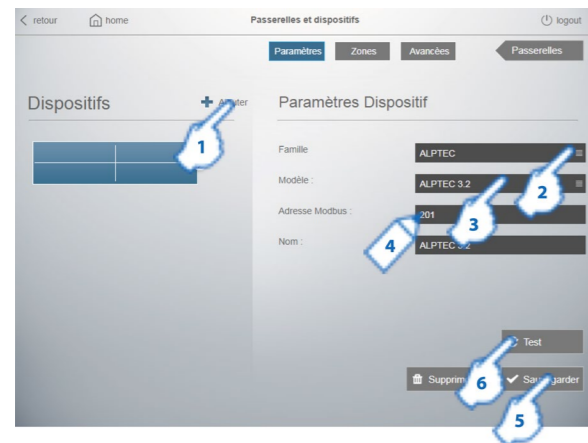 retour
home
Passerelles et dispositifs
logout
Paramètres
Zones
Avancées
Passerelles
Dispositifs
Paramètres Dispositif
1
Famille
ALPTEC
2
Modèle :
ALPTEC 3.2
3
Adresse Modbus :
201
4
Nom :
ALPTEC 3.2
Test
6
5